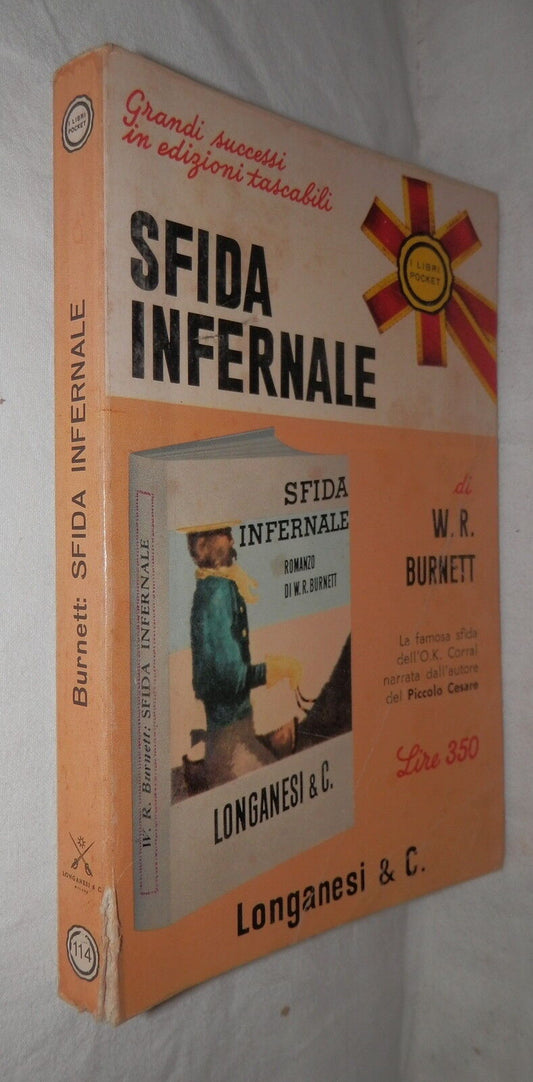 I LIBRI
POCKET
Burnett: SFIDA INFERNALE
LONGANESI & C.
MILANO
114
Grandi successi
in edizioni tascabili
SFIDA
INFERNALE
I LIBRI
POCKET
W. R. Burnett: SFIDA INFERNALE
SFIDA
INFERNALE
ROMANZO
DI W. R. BURNETT
LONGANESI & C.
di
W. R.
BURNETT
La famosa sfida
dell'O.K. Corral
narrata dall'autore
del Piccolo Cesare
Lire 350
Longanesi & C.